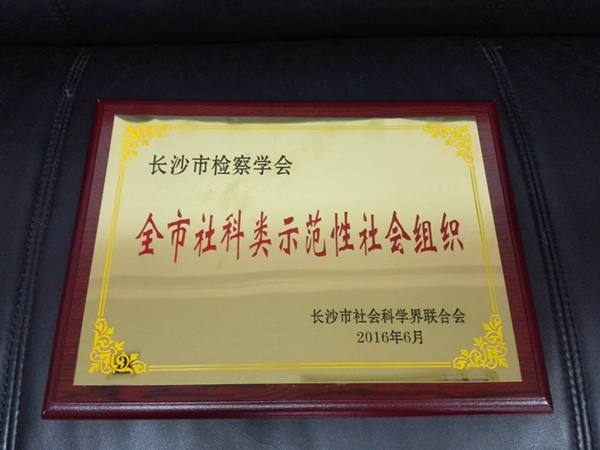 长沙市检察学会
全市社科类示范性社会组织
长沙市社会科学界联合会
2016年6月